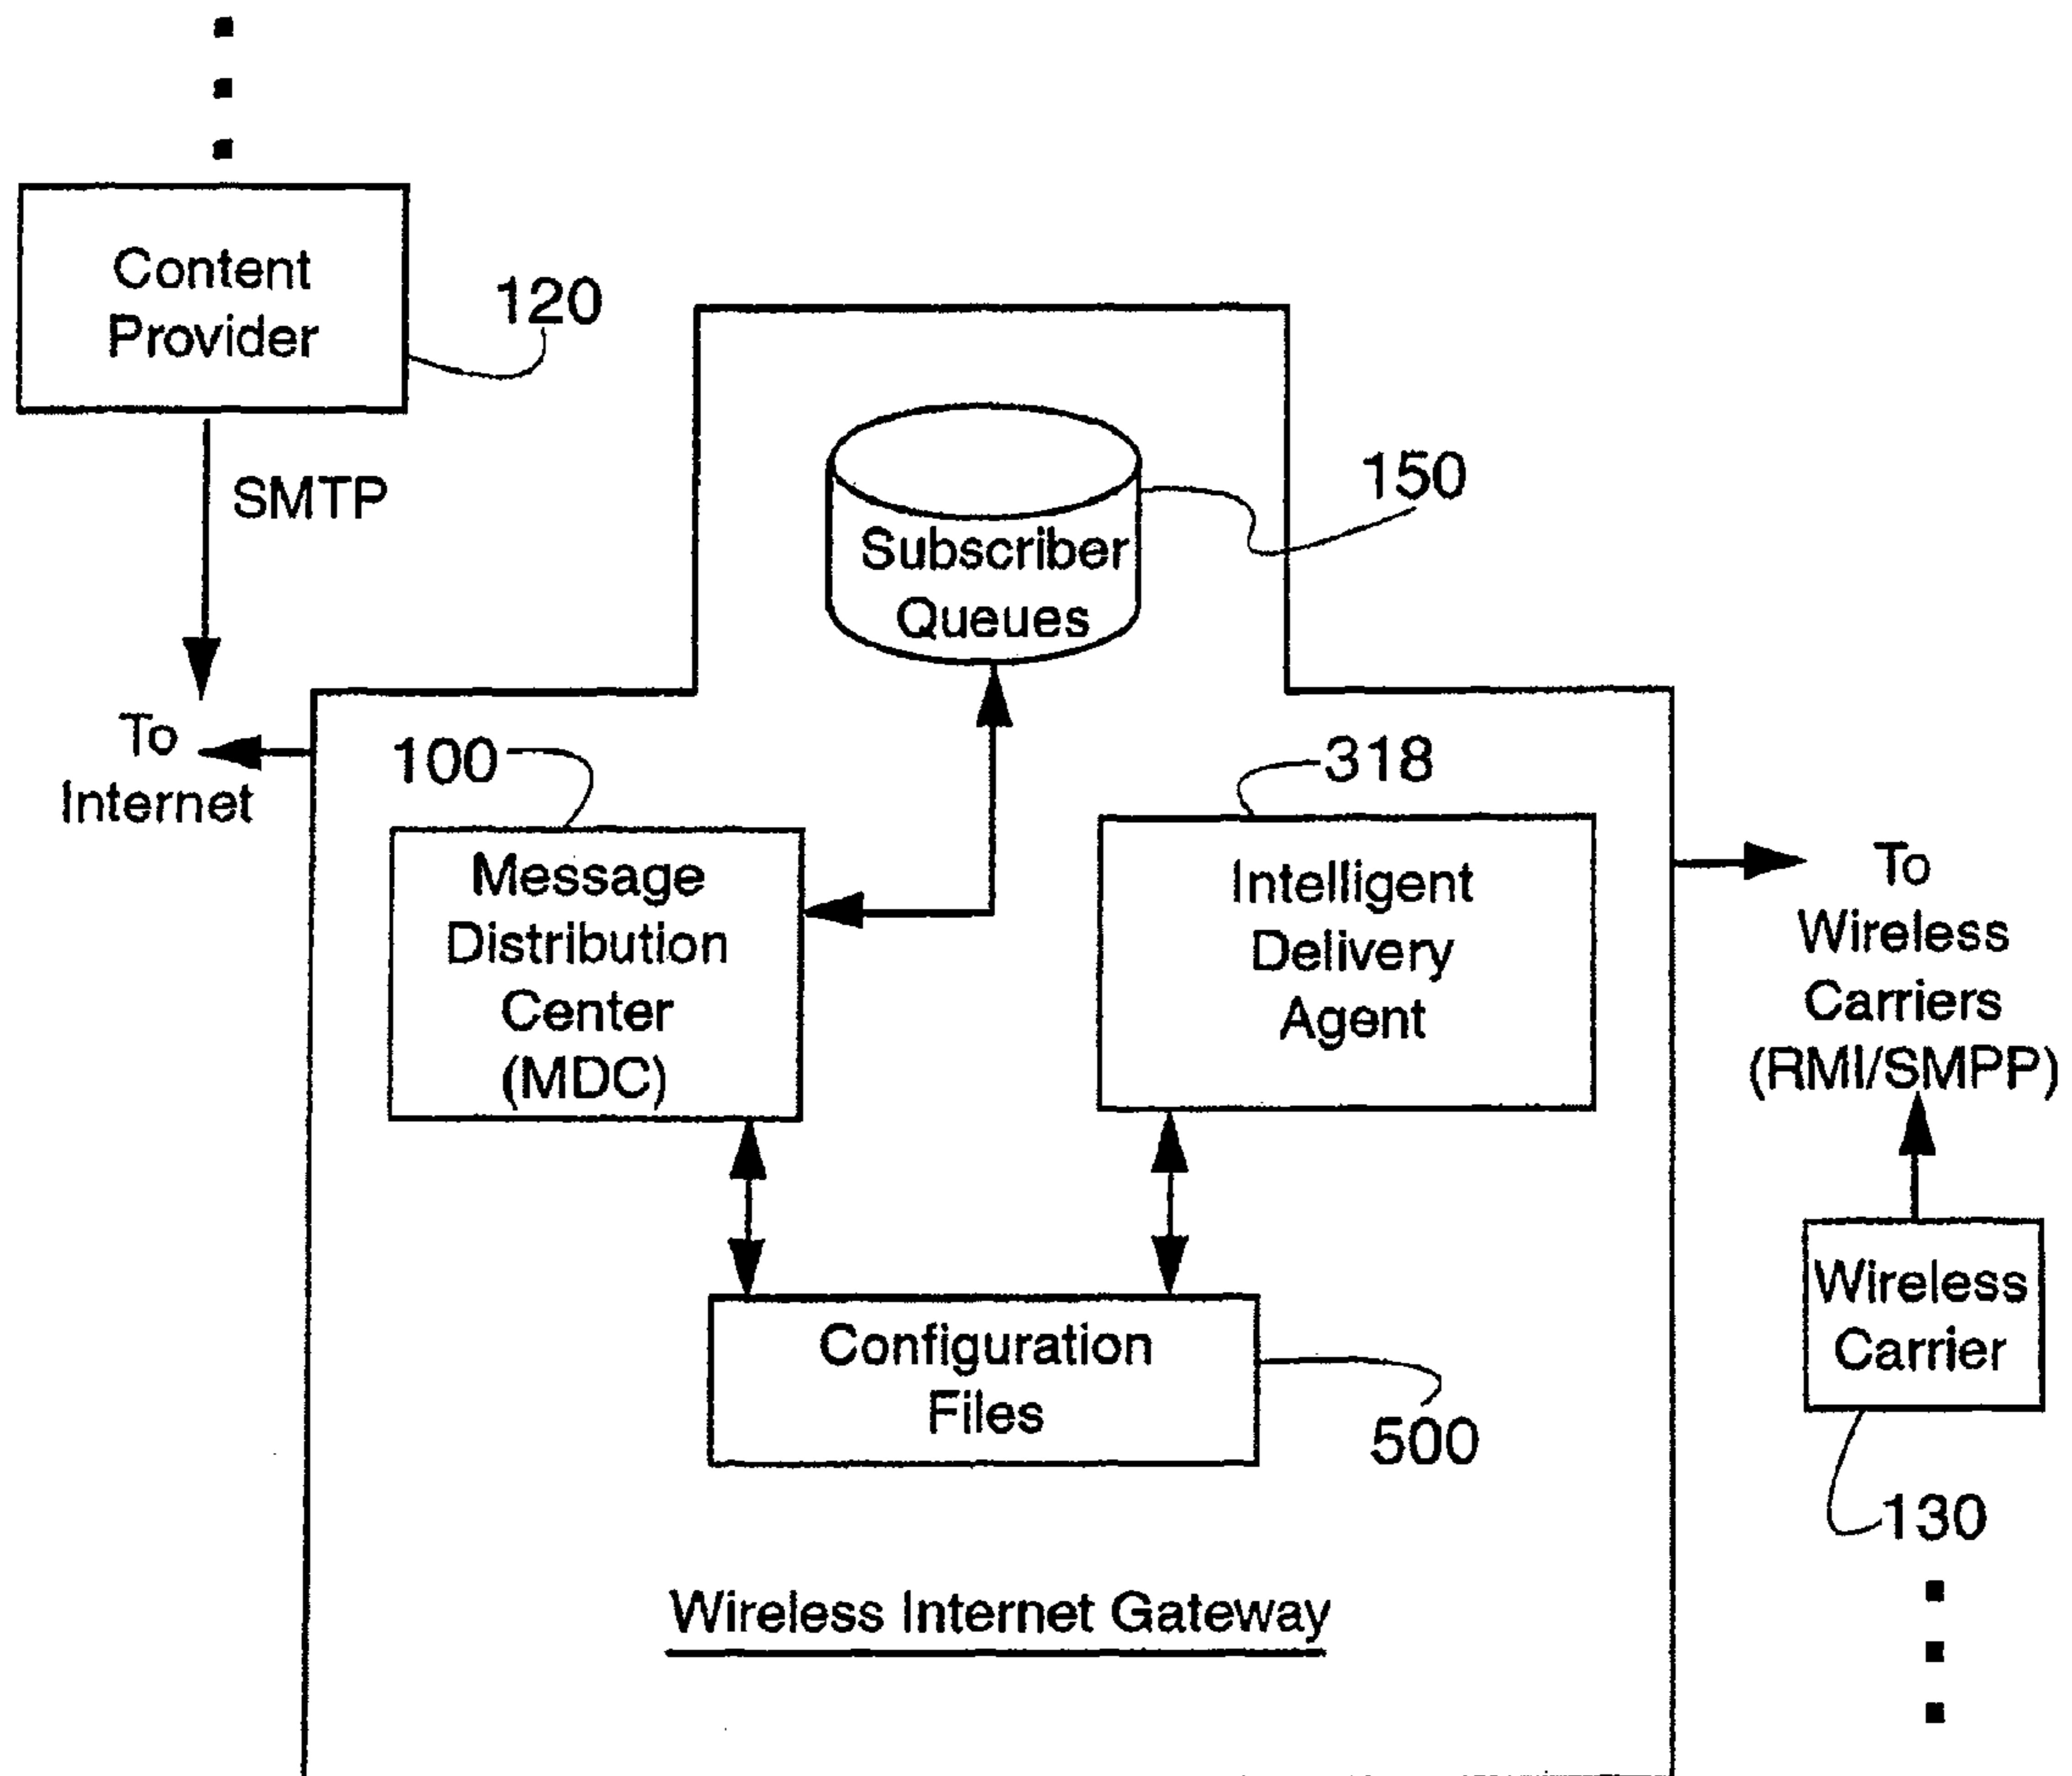 Content
Provider
120
SMTP
To
Internet
Subscriber
Queues
150
100
Message
Distribution
Center
(MDC)
318
Intelligent
Delivery
Agent
To
Wireless
Carriers
(RMI/SMPP)
Configuration
Files
500
Wireless
Carrier
130
Wireless Internet Gateway